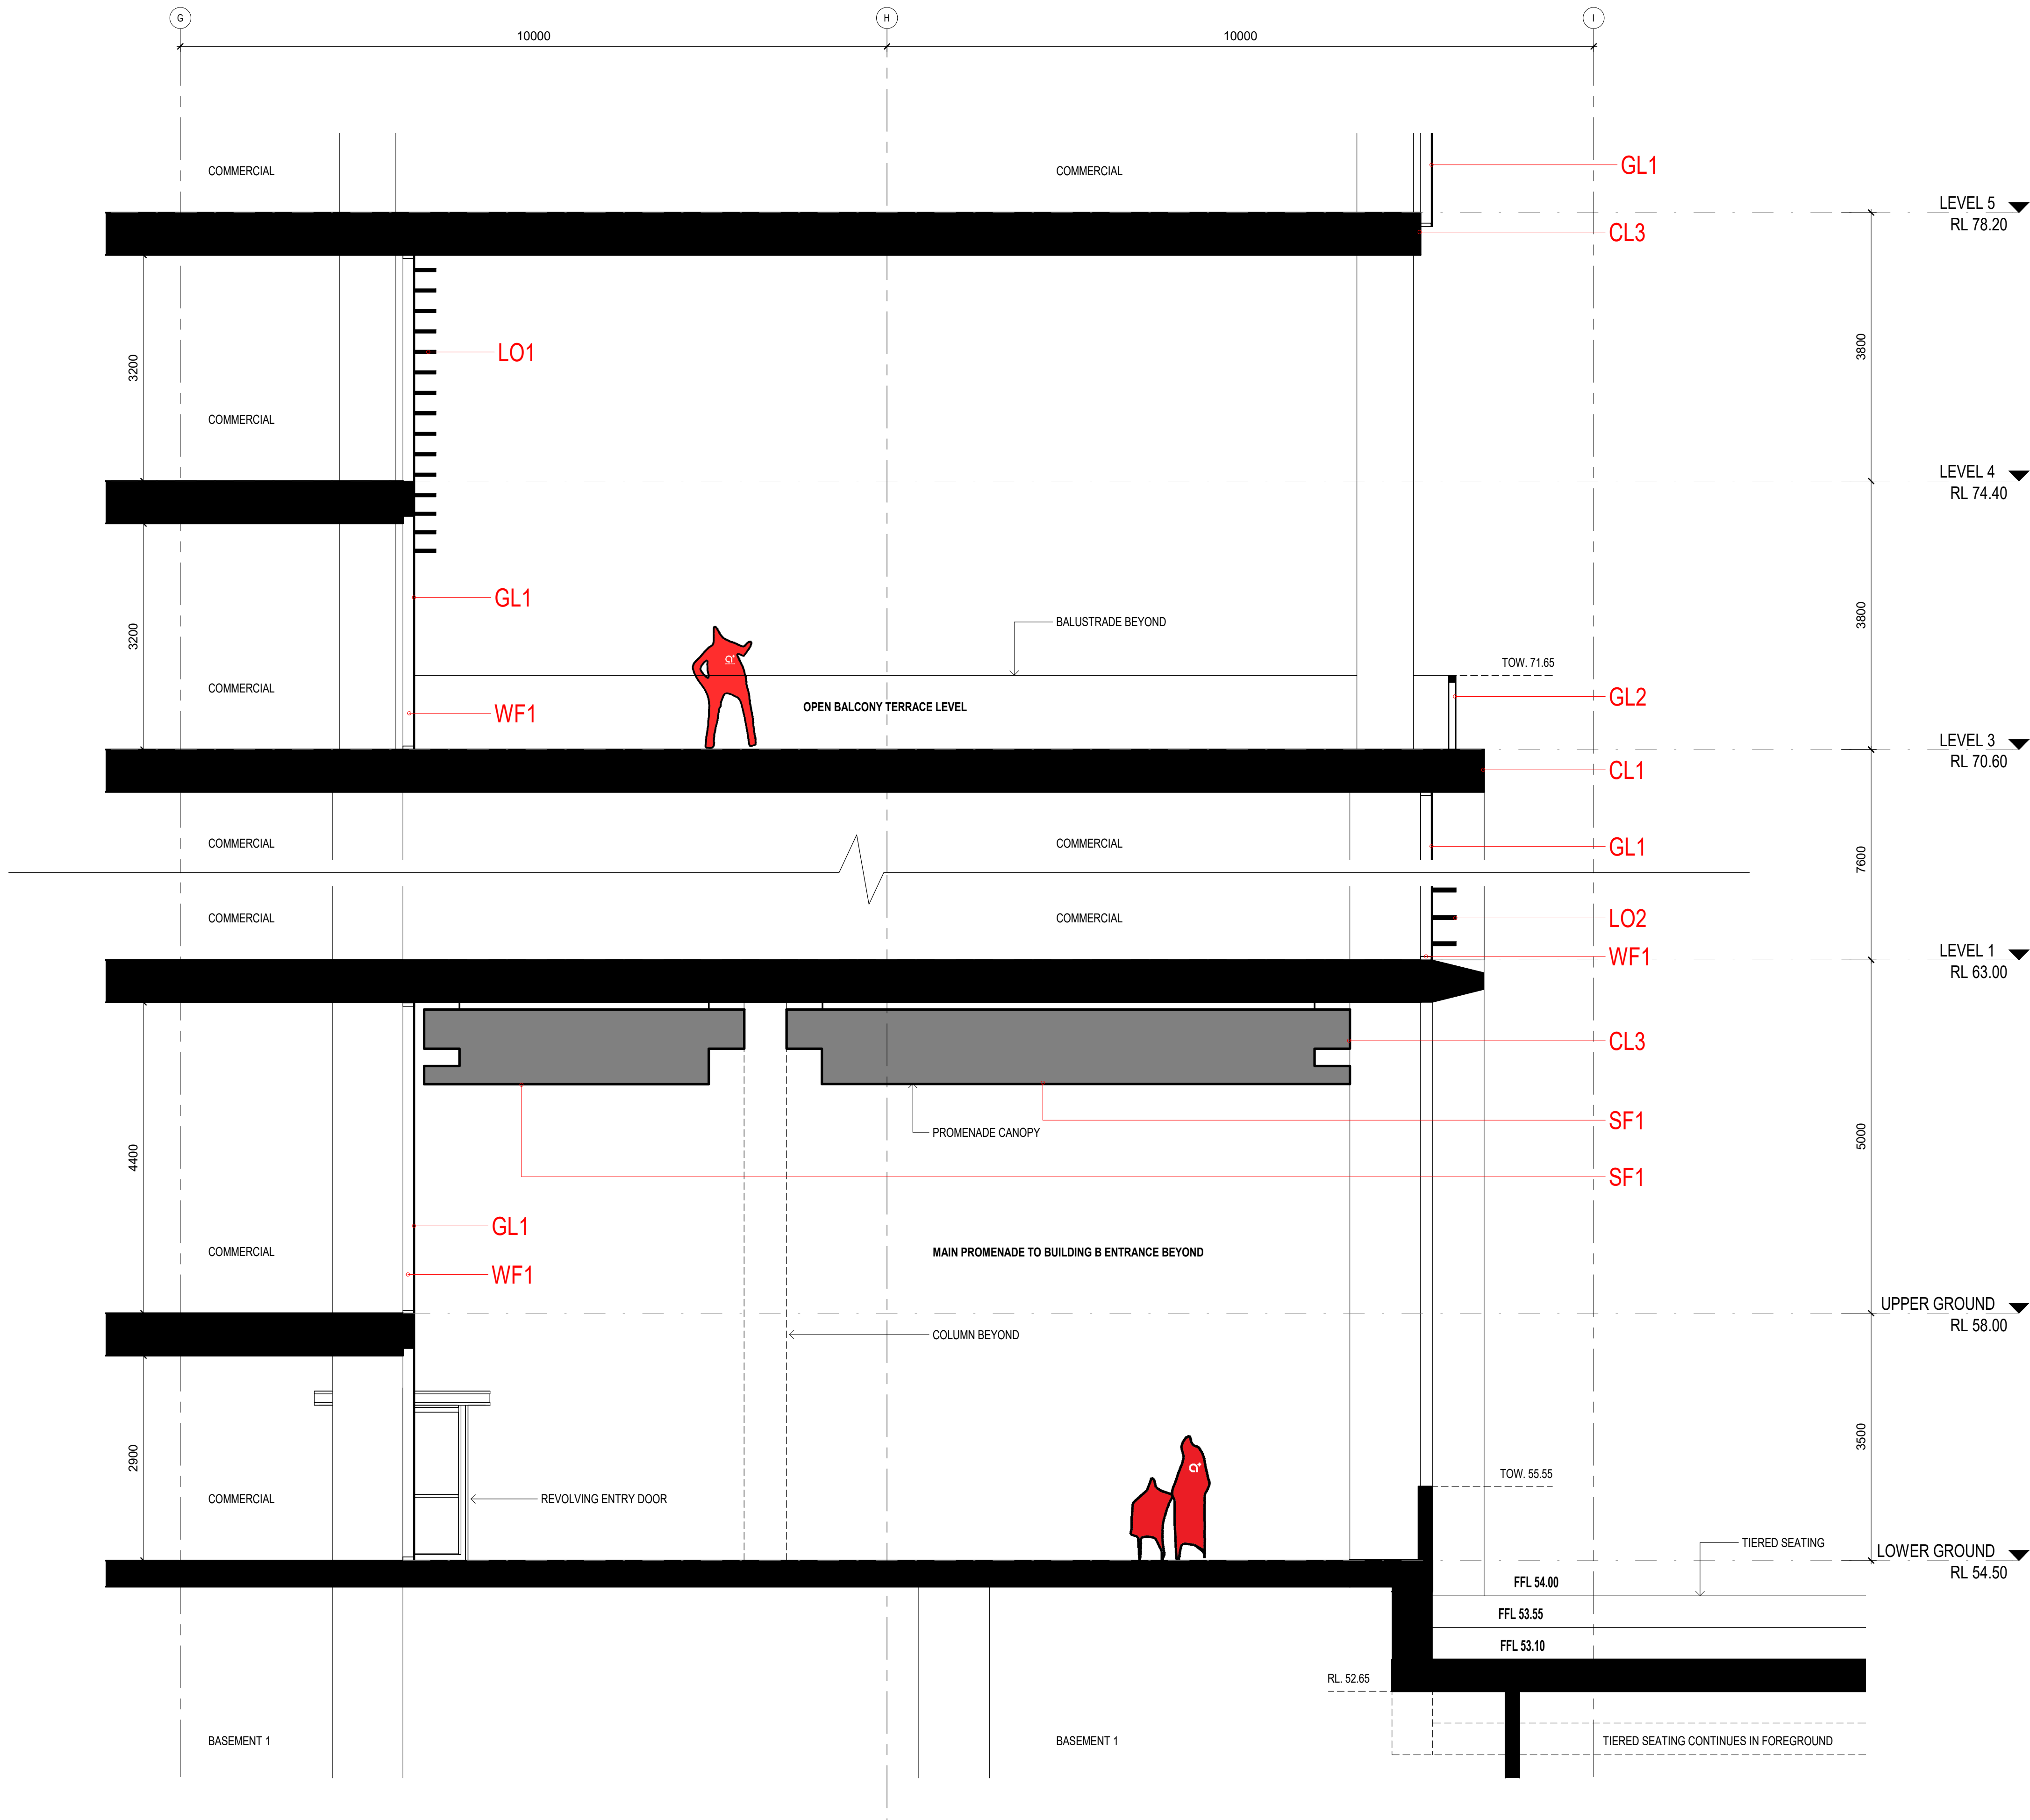 G
H
I
10000
10000
COMMERCIAL
COMMERCIAL
GL1
LEVEL 5
RL 78.20
CL3
3200
LO1
3800
COMMERCIAL
LEVEL 4
RL 74.40
GL1
3200
BALUSTRADE BEYOND
3800
TOW. 71.65
COMMERCIAL
GL2
WF1
OPEN BALCONY TERRACE LEVEL
LEVEL 3
RL 70.60
CL1
COMMERCIAL
COMMERCIAL
GL1
7600
COMMERCIAL
COMMERCIAL
LO2
WF1
LEVEL 1
RL 63.00
CL3
SF1
PROMENADE CANOPY
4400
5000
SF1
GL1
COMMERCIAL
MAIN PROMENADE TO BUILDING B ENTRANCE BEYOND
WF1
UPPER GROUND
RL 58.00
COLUMN BEYOND
2900
3500
TOW. 55.55
COMMERCIAL
REVOLVING ENTRY DOOR
TIERED SEATING
LOWER GROUND
RL 54.50
FFL 54.00
FFL 53.55
FFL 53.10
RL. 52.65
BASEMENT 1
BASEMENT 1
TIERED SEATING CONTINUES IN FOREGROUND